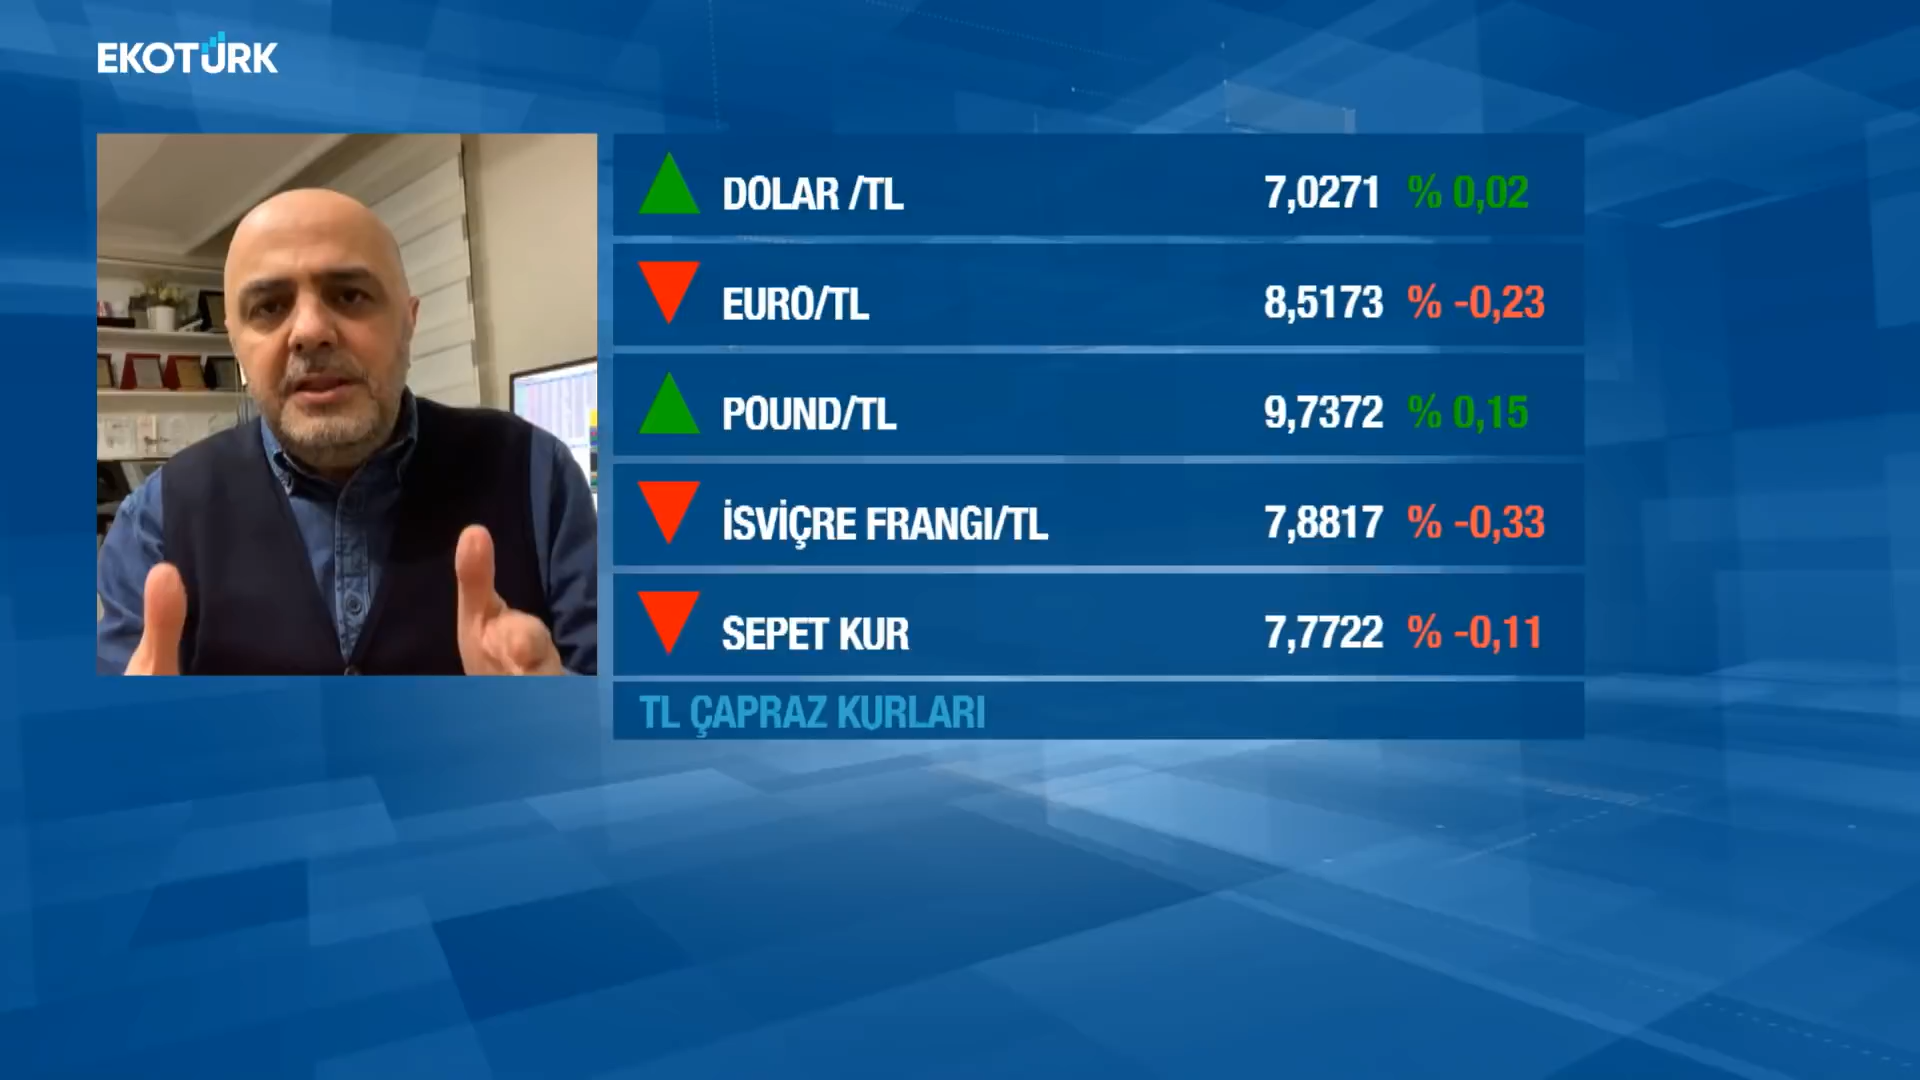 EKOTÜRK
DOLAR /TL 7,0271 % 0,02
EURO/TL 8,5173 % -0,23
POUND/TL 9,7372 % 0,15
İSVİÇRE FRANGI/TL 7,8817 % -0,33
SEPET KUR 7,7722 % -0,11
TL ÇAPRAZ KURLARI